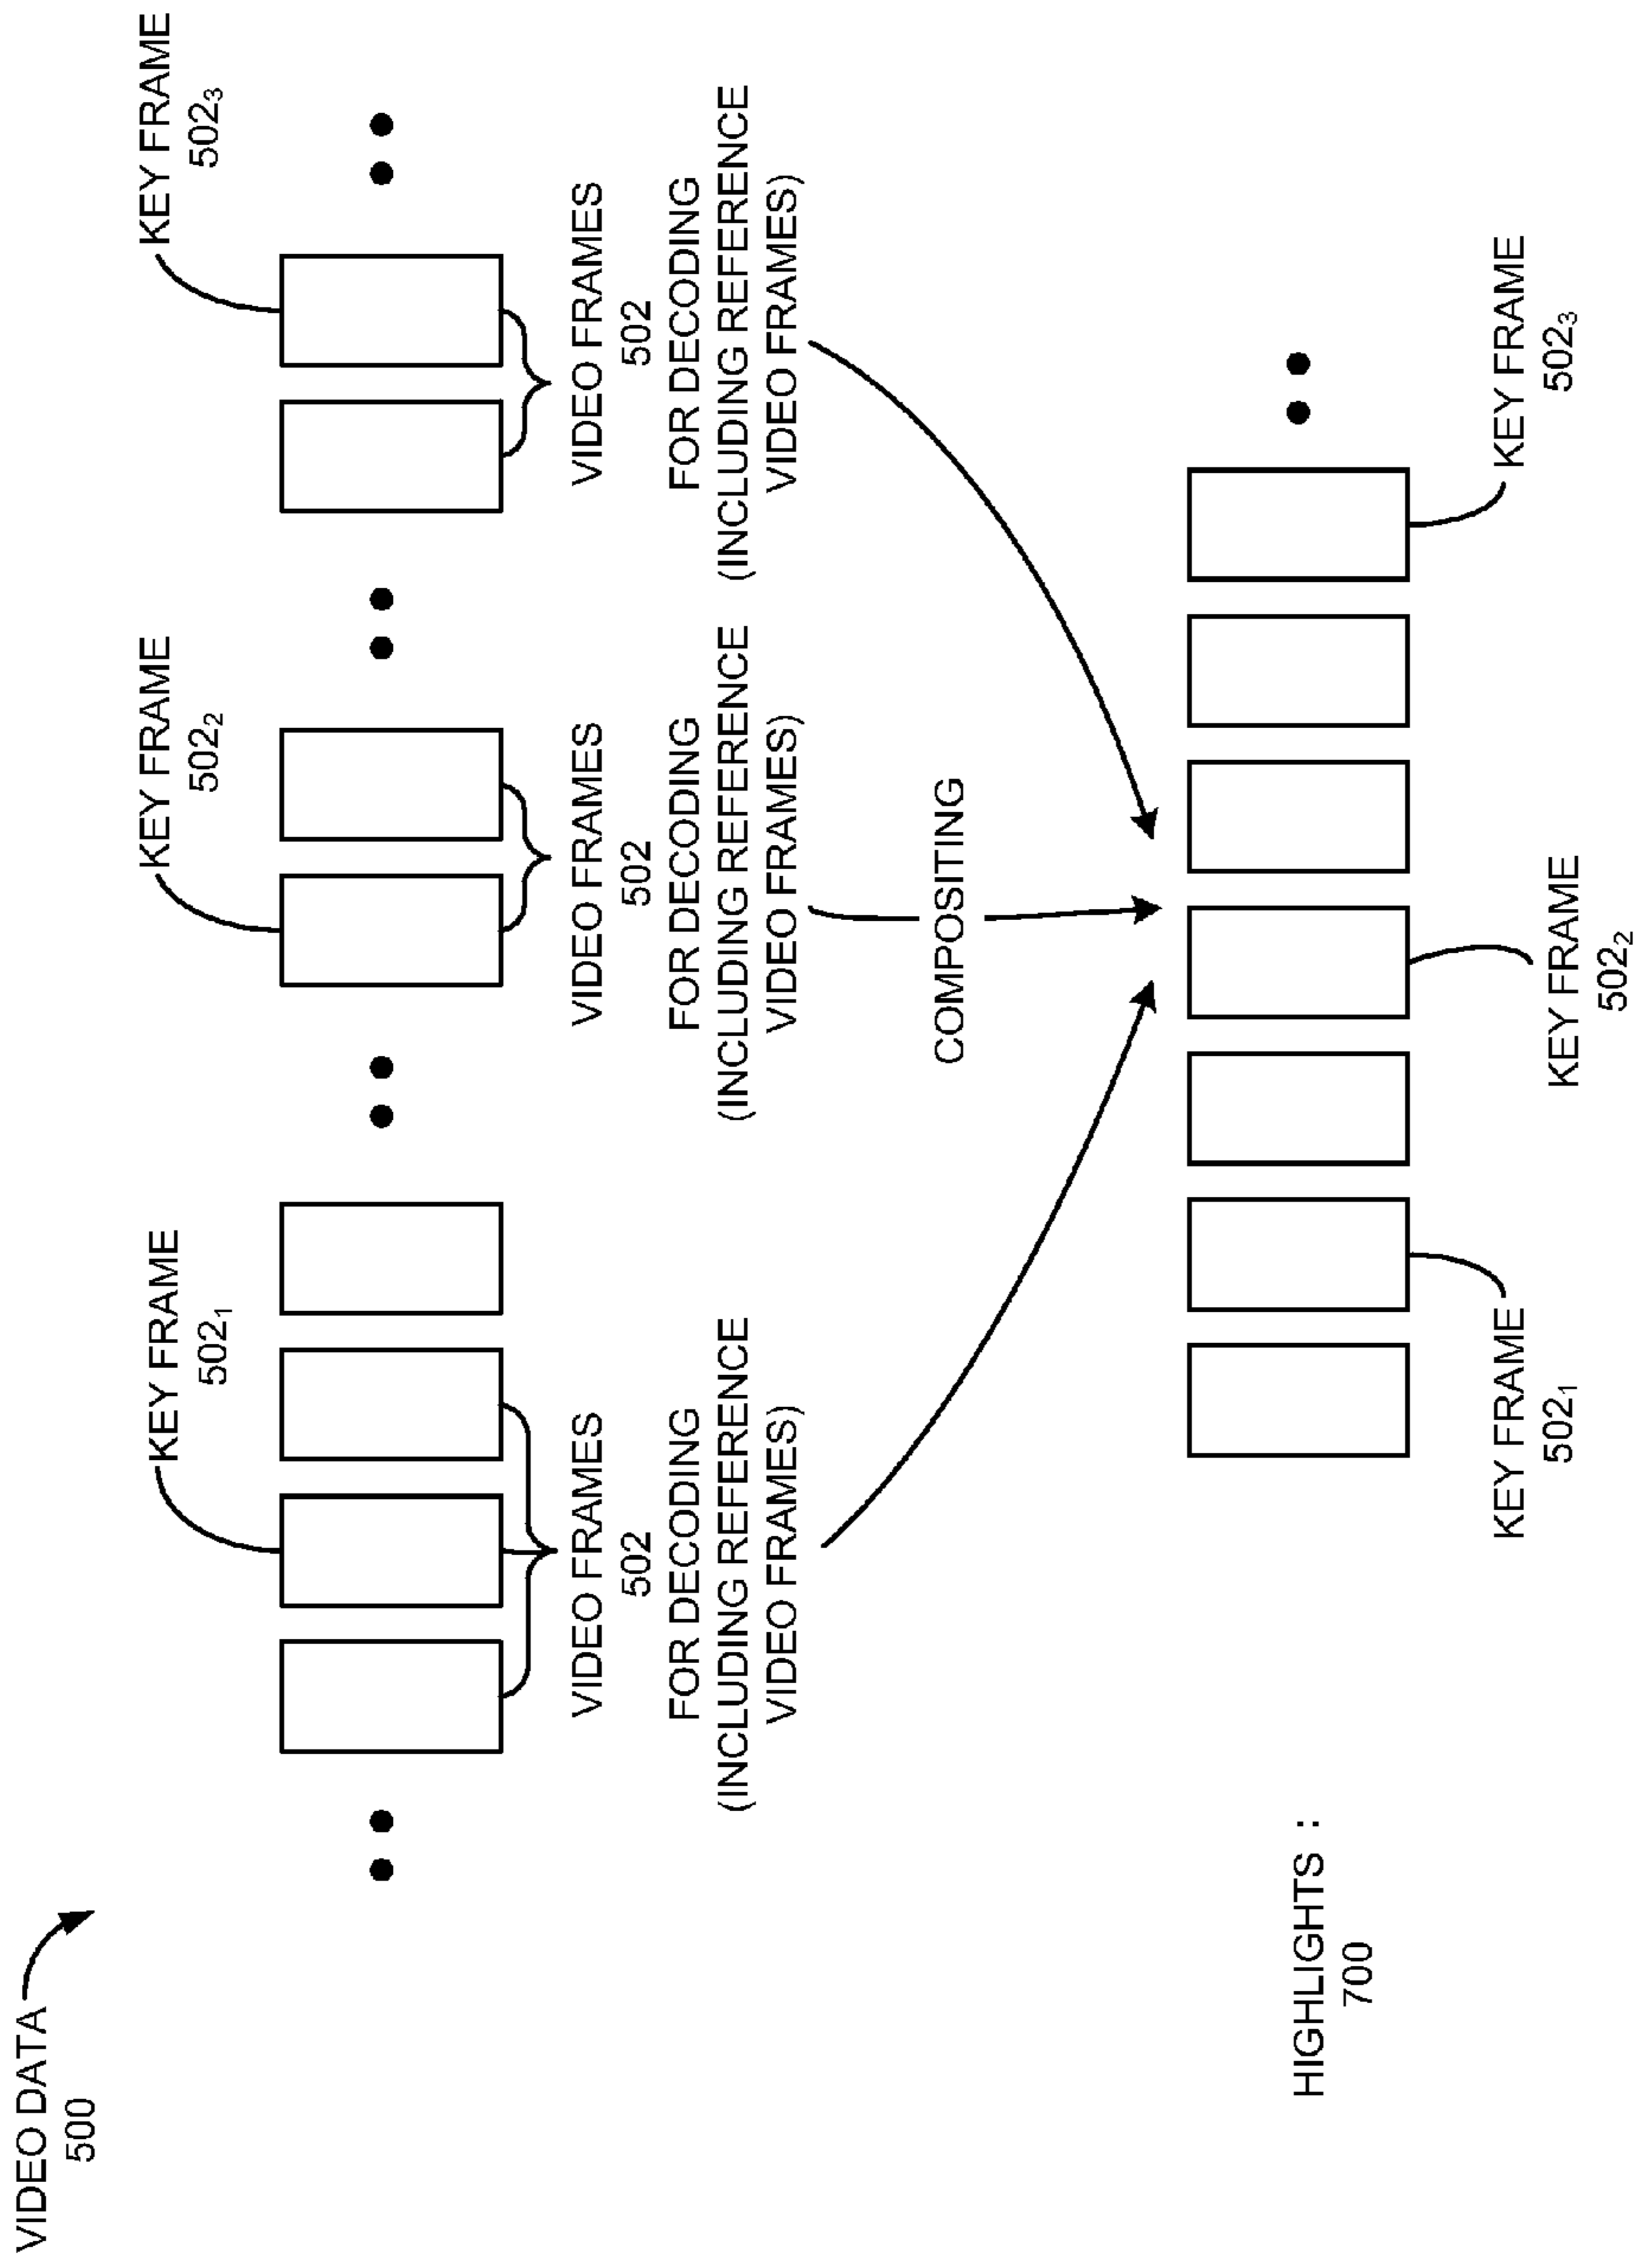 VIDEO DATA
500
KEY FRAME
502₁
KEY FRAME
502₂
KEY FRAME
502₃
VIDEO FRAMES
502
FOR DECODING
(INCLUDING REFERENCE
VIDEO FRAMES)
VIDEO FRAMES
502
FOR DECODING
(INCLUDING REFERENCE
VIDEO FRAMES)
VIDEO FRAMES
502
FOR DECODING
(INCLUDING REFERENCE
VIDEO FRAMES)
COMPOSITING
HIGHLIGHTS :
700
KEY FRAME
502₁
KEY FRAME
502₂
KEY FRAME
502₃